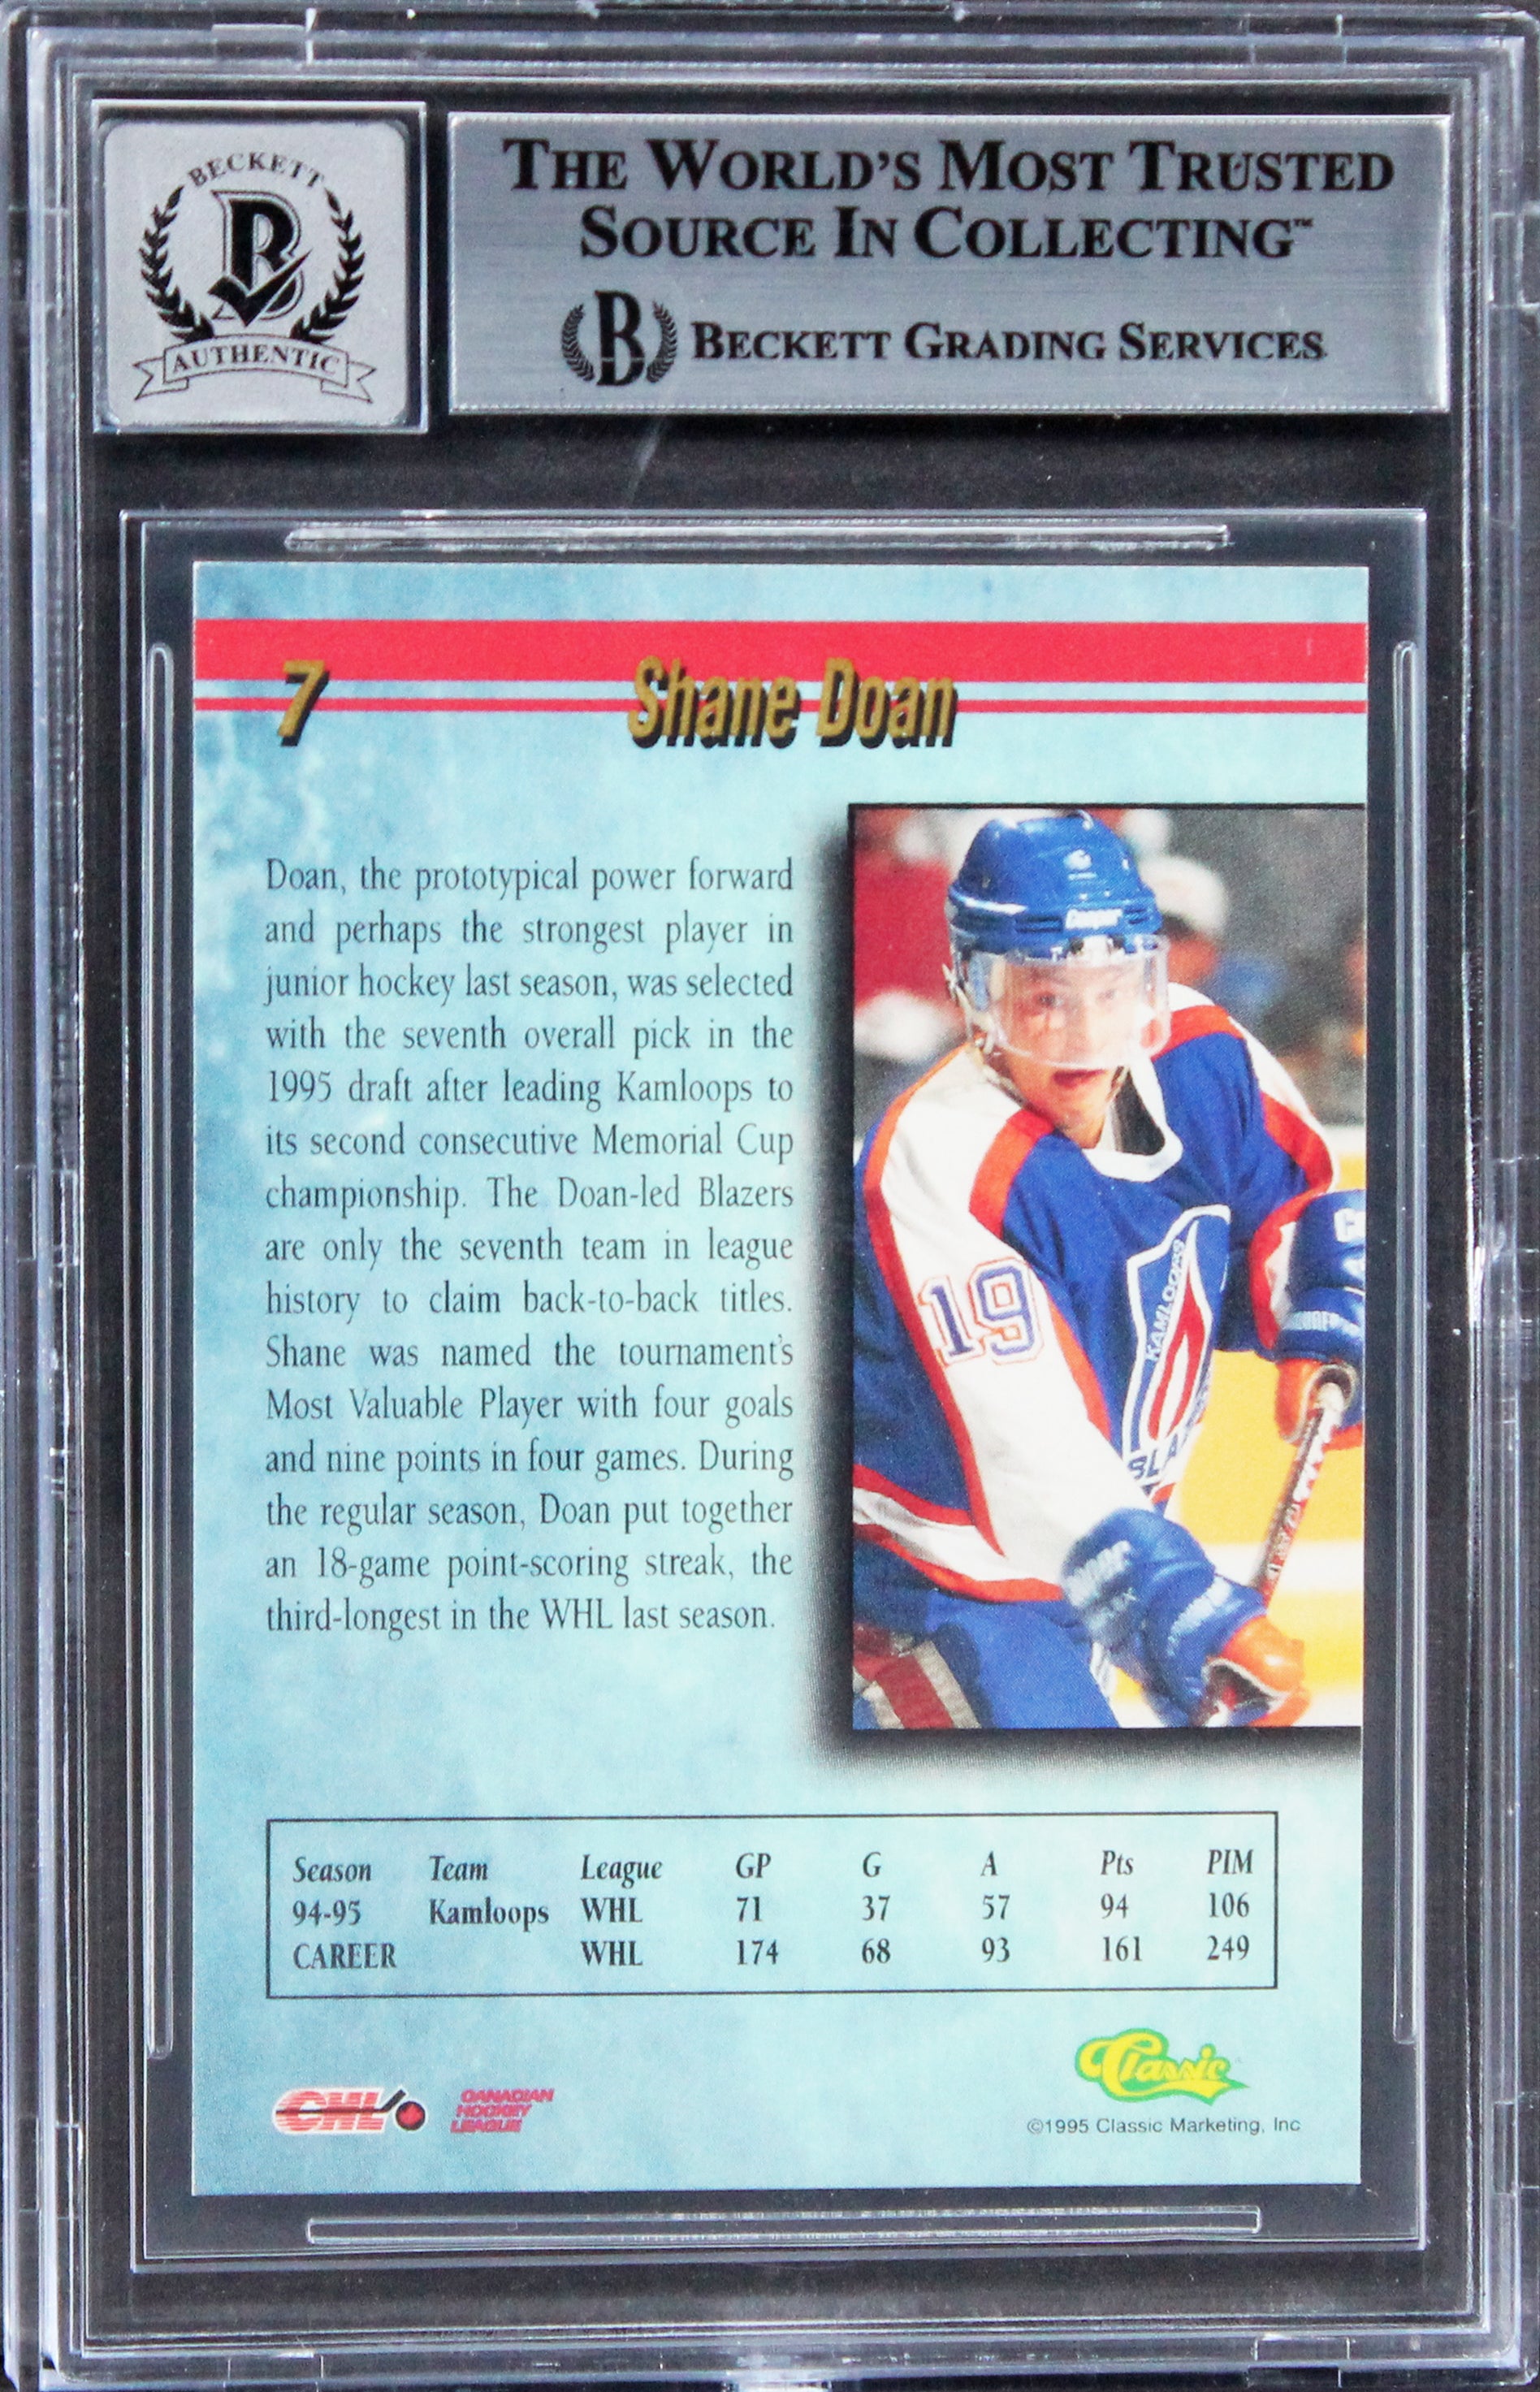 BECKETT
B
AUTHENTIC
THE WORLD'S MOST TRUSTED
SOURCE IN COLLECTING™
B BECKETT GRADING SERVICES
7 Shane Doan
Doan, the prototypical power forward
and perhaps the strongest player in
junior hockey last season, was selected
with the seventh overall pick in the
1995 draft after leading Kamloops to
its second consecutive Memorial Cup
championship. The Doan-led Blazers
are only the seventh team in league
history to claim back-to-back titles.
Shane was named the tournament's
Most Valuable Player with four goals
and nine points in four games. During
the regular season, Doan put together
an 18-game point-scoring streak, the
third-longest in the WHL last season.
Cooper
19
KAMLOOPS
Season Team League GP G A Pts PIM
94-95 Kamloops WHL 71 37 57 94 106
CAREER WHL 174 68 93 161 249
CHL CANADIAN
HOCKEY
LEAGUE
Classic
©1995 Classic Marketing, Inc